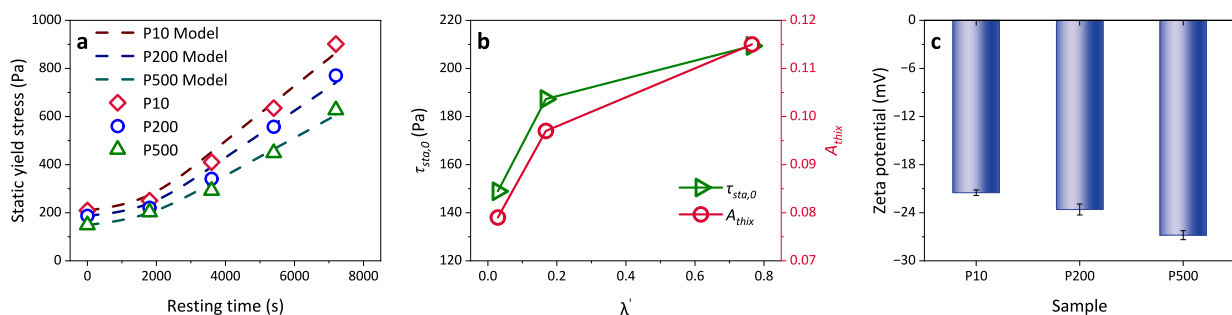 a
P10 Model
P200 Model
P500 Model
P10
P200
P500
Static yield stress (Pa)
1000
800
600
400
200
0
0 2000 4000 6000 8000
Resting time (s)
b
τsta,0 (Pa)
220
200
180
160
140
120
τsta,0
Athix
0.15
0.12
0.11
0.10
0.09
0.08
0.07
Athix
0.0 0.2 0.4 0.6 0.8
λ'
c
Zeta potential (mV)
0
−6
−12
−18
−24
−30
P10 P200 P500
Sample